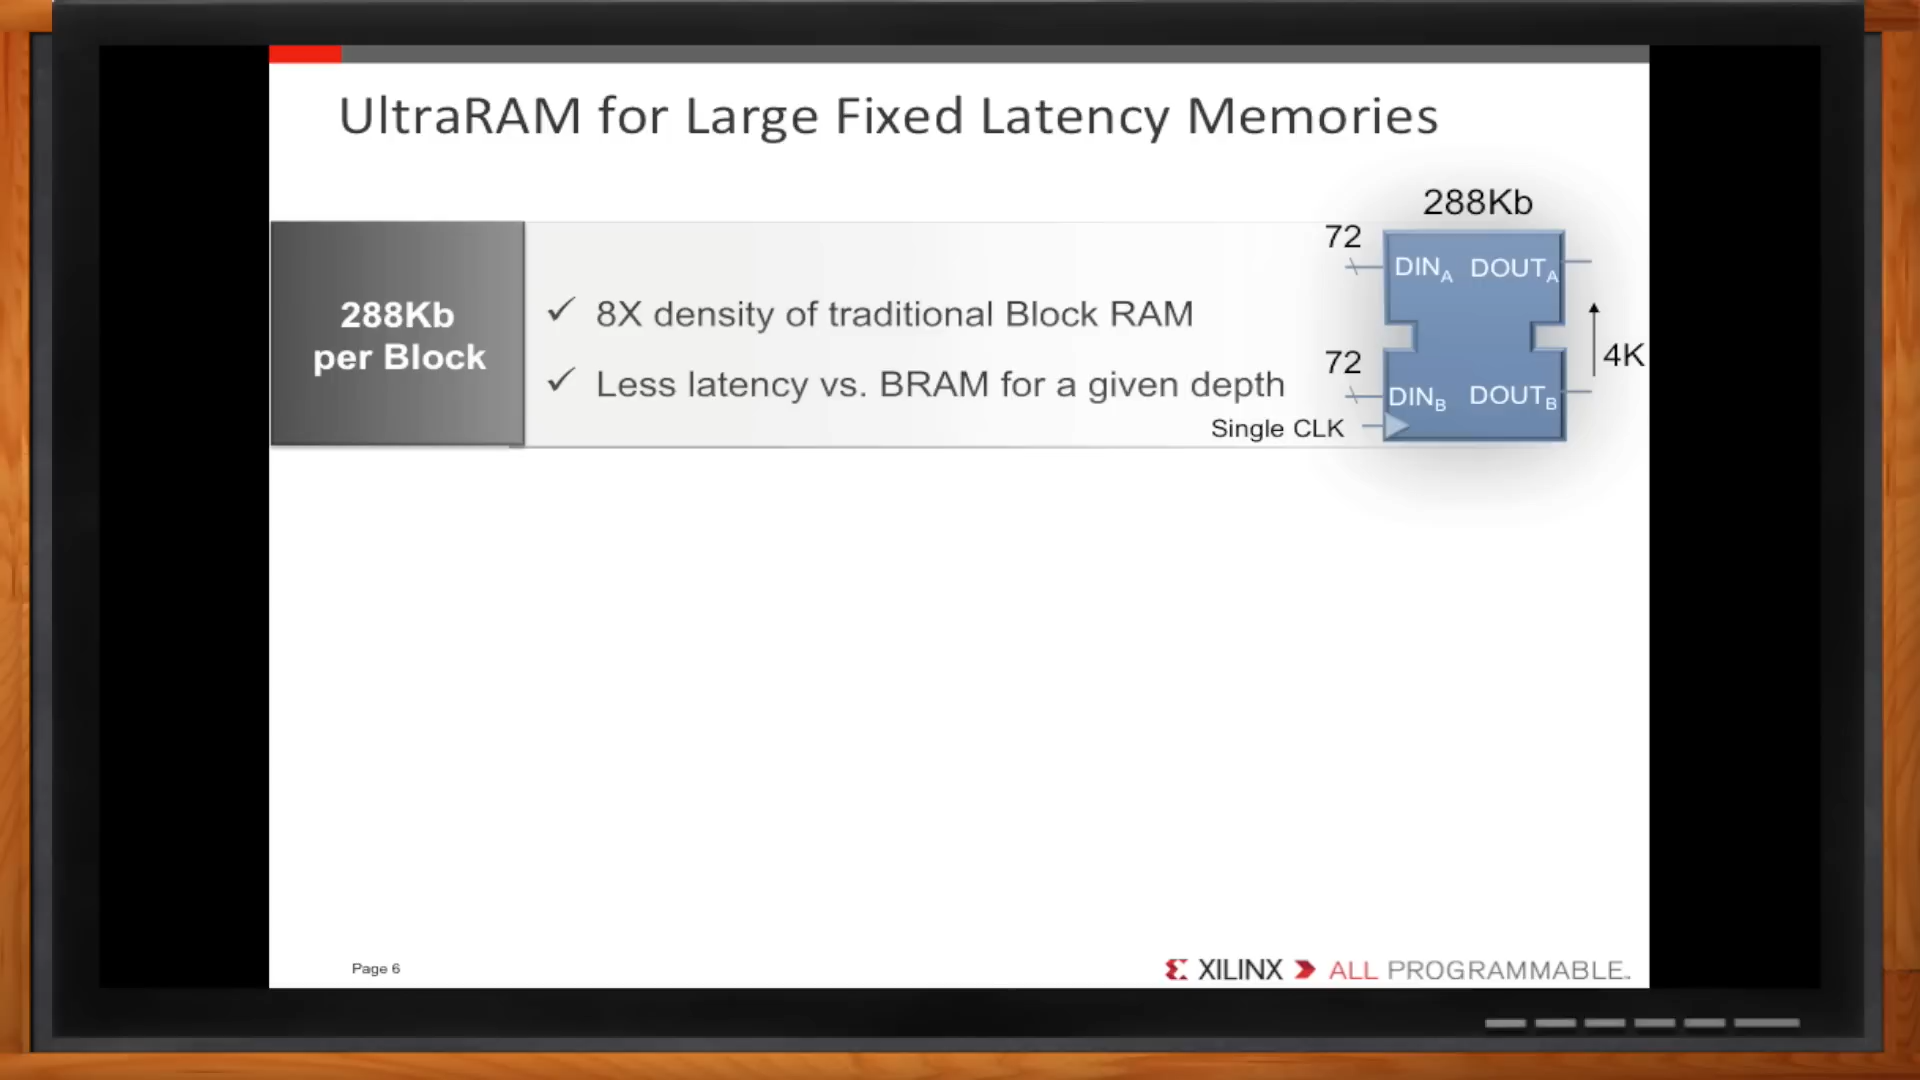 UltraRAM for Large Fixed Latency Memories
288Kb
per Block
✓ 8X density of traditional Block RAM
✓ Less latency vs. BRAM for a given depth
288Kb
72
DINA DOUTA
4K
72
DINB DOUTB
Single CLK
Page 6
XILINX ALL PROGRAMMABLE™